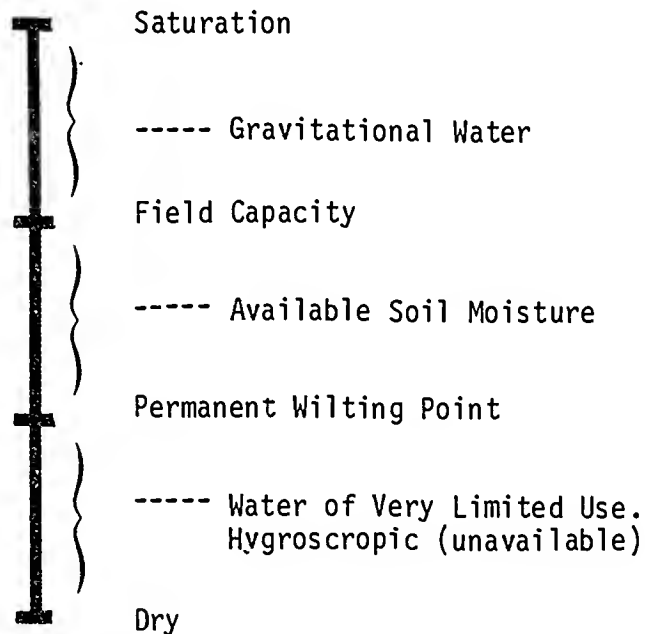 Saturation
----- Gravitational Water
Field Capacity
----- Available Soil Moisture
Permanent Wilting Point
----- Water of Very Limited Use.
Hygroscropic (unavailable)
Dry